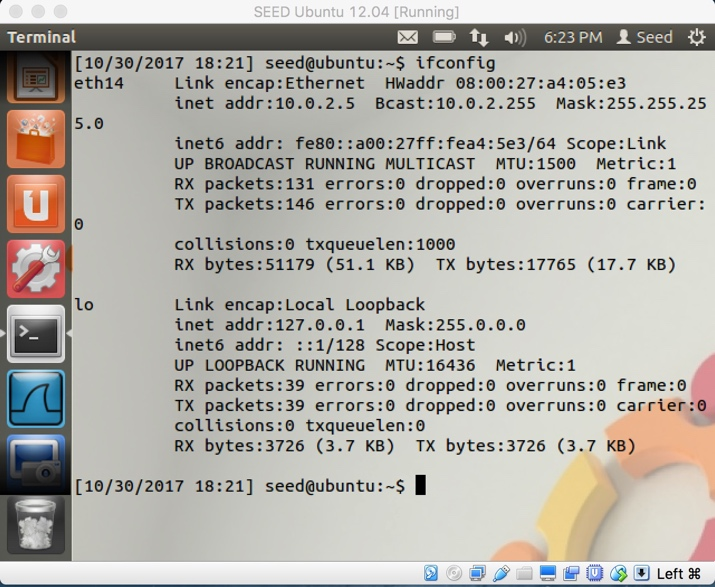 SEED Ubuntu 12.04 [Running]
Terminal
6:23 PM
Seed
[10/30/2017 18:21] seed@ubuntu:~$ ifconfig
eth14     Link encap:Ethernet  HWaddr 08:00:27:a4:05:e3
          inet addr:10.0.2.5  Bcast:10.0.2.255  Mask:255.255.25
5.0
          inet6 addr: fe80::a00:27ff:fea4:5e3/64 Scope:Link
          UP BROADCAST RUNNING MULTICAST  MTU:1500  Metric:1
          RX packets:131 errors:0 dropped:0 overruns:0 frame:0
          TX packets:146 errors:0 dropped:0 overruns:0 carrier:
0
          collisions:0 txqueuelen:1000
          RX bytes:51179 (51.1 KB)  TX bytes:17765 (17.7 KB)
lo        Link encap:Local Loopback
          inet addr:127.0.0.1  Mask:255.0.0.0
          inet6 addr: ::1/128 Scope:Host
          UP LOOPBACK RUNNING  MTU:16436  Metric:1
          RX packets:39 errors:0 dropped:0 overruns:0 frame:0
          TX packets:39 errors:0 dropped:0 overruns:0 carrier:0
          collisions:0 txqueuelen:0
          RX bytes:3726 (3.7 KB)  TX bytes:3726 (3.7 KB)
[10/30/2017 18:21] seed@ubuntu:~$
Left ⌘